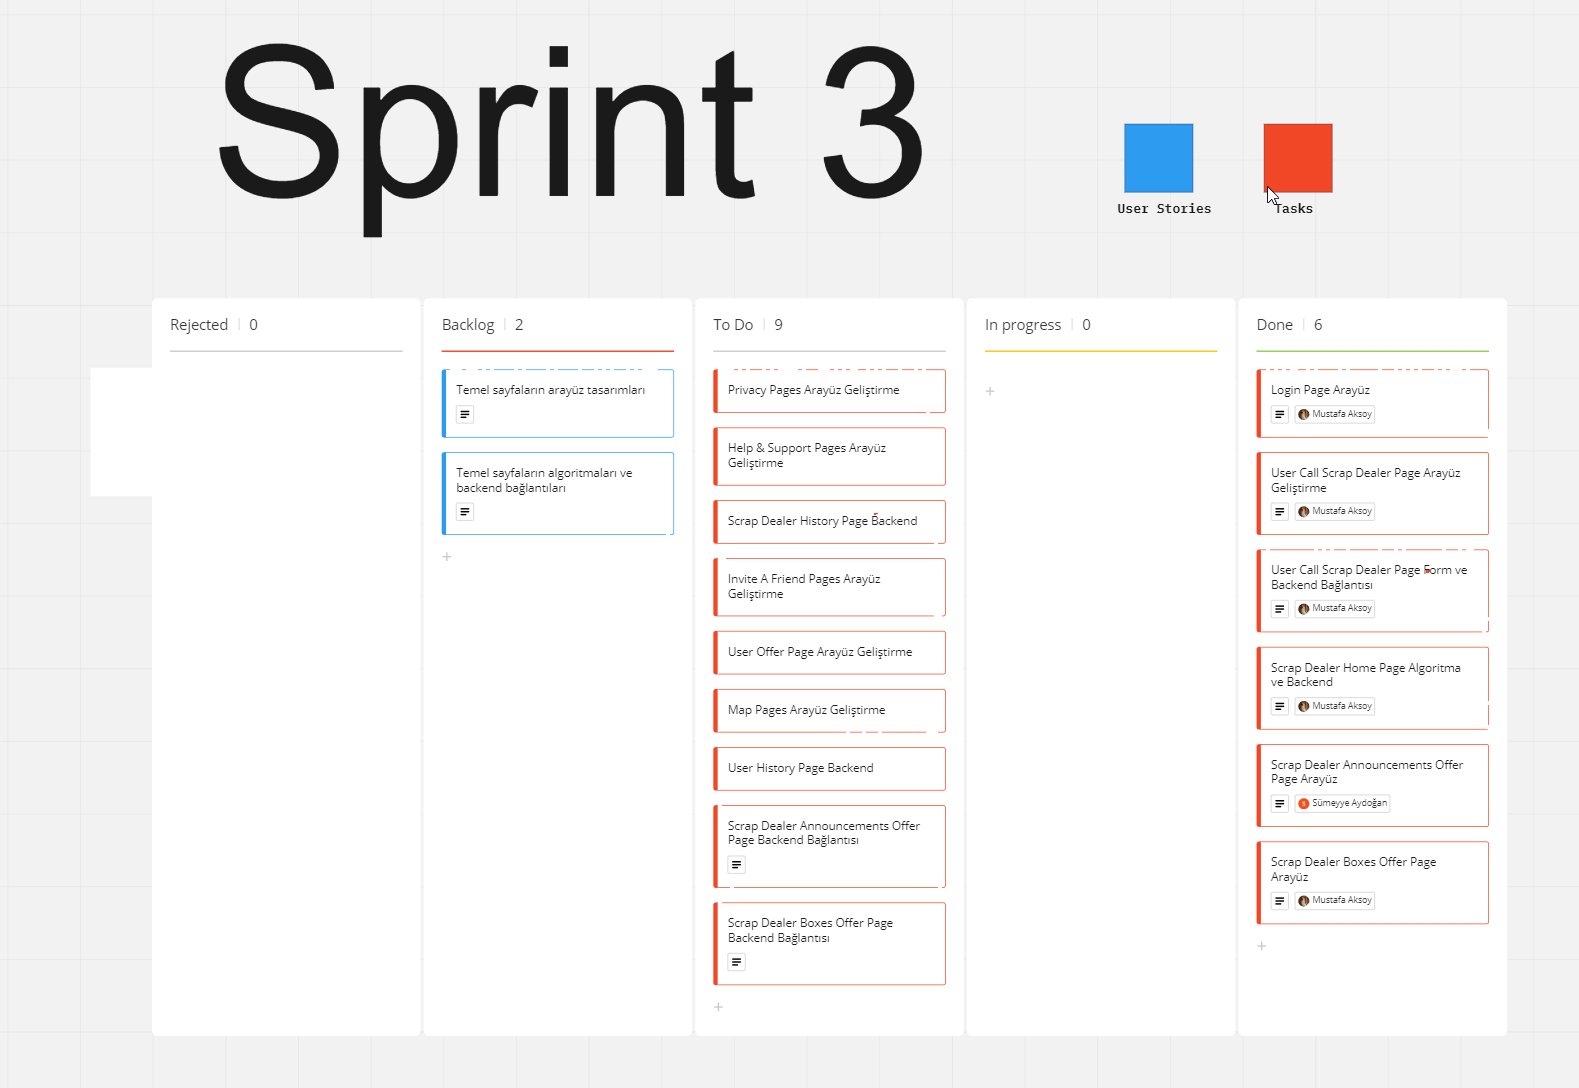 Sprint 3
User Stories
Tasks
Rejected 0
Backlog 2
Temel sayfaların arayüz tasarımları
Temel sayfaların algoritmaları ve
backend bağlantıları
To Do 9
Privacy Pages Arayüz Geliştirme
Help & Support Pages Arayüz
Geliştirme
Scrap Dealer History Page Backend
Invite A Friend Pages Arayüz
Geliştirme
User Offer Page Arayüz Geliştirme
Map Pages Arayüz Geliştirme
User History Page Backend
Scrap Dealer Announcements Offer
Page Backend Bağlantısı
Scrap Dealer Boxes Offer Page
Backend Bağlantısı
In progress 0
Done 6
Login Page Arayüz
Mustafa Aksoy
User Call Scrap Dealer Page Arayüz
Geliştirme
Mustafa Aksoy
User Call Scrap Dealer Page Form ve
Backend Bağlantısı
Mustafa Aksoy
Scrap Dealer Home Page Algoritma
ve Backend
Mustafa Aksoy
Scrap Dealer Announcements Offer
Page Arayüz
S Sümeyye Aydoğan
Scrap Dealer Boxes Offer Page
Arayüz
Mustafa Aksoy